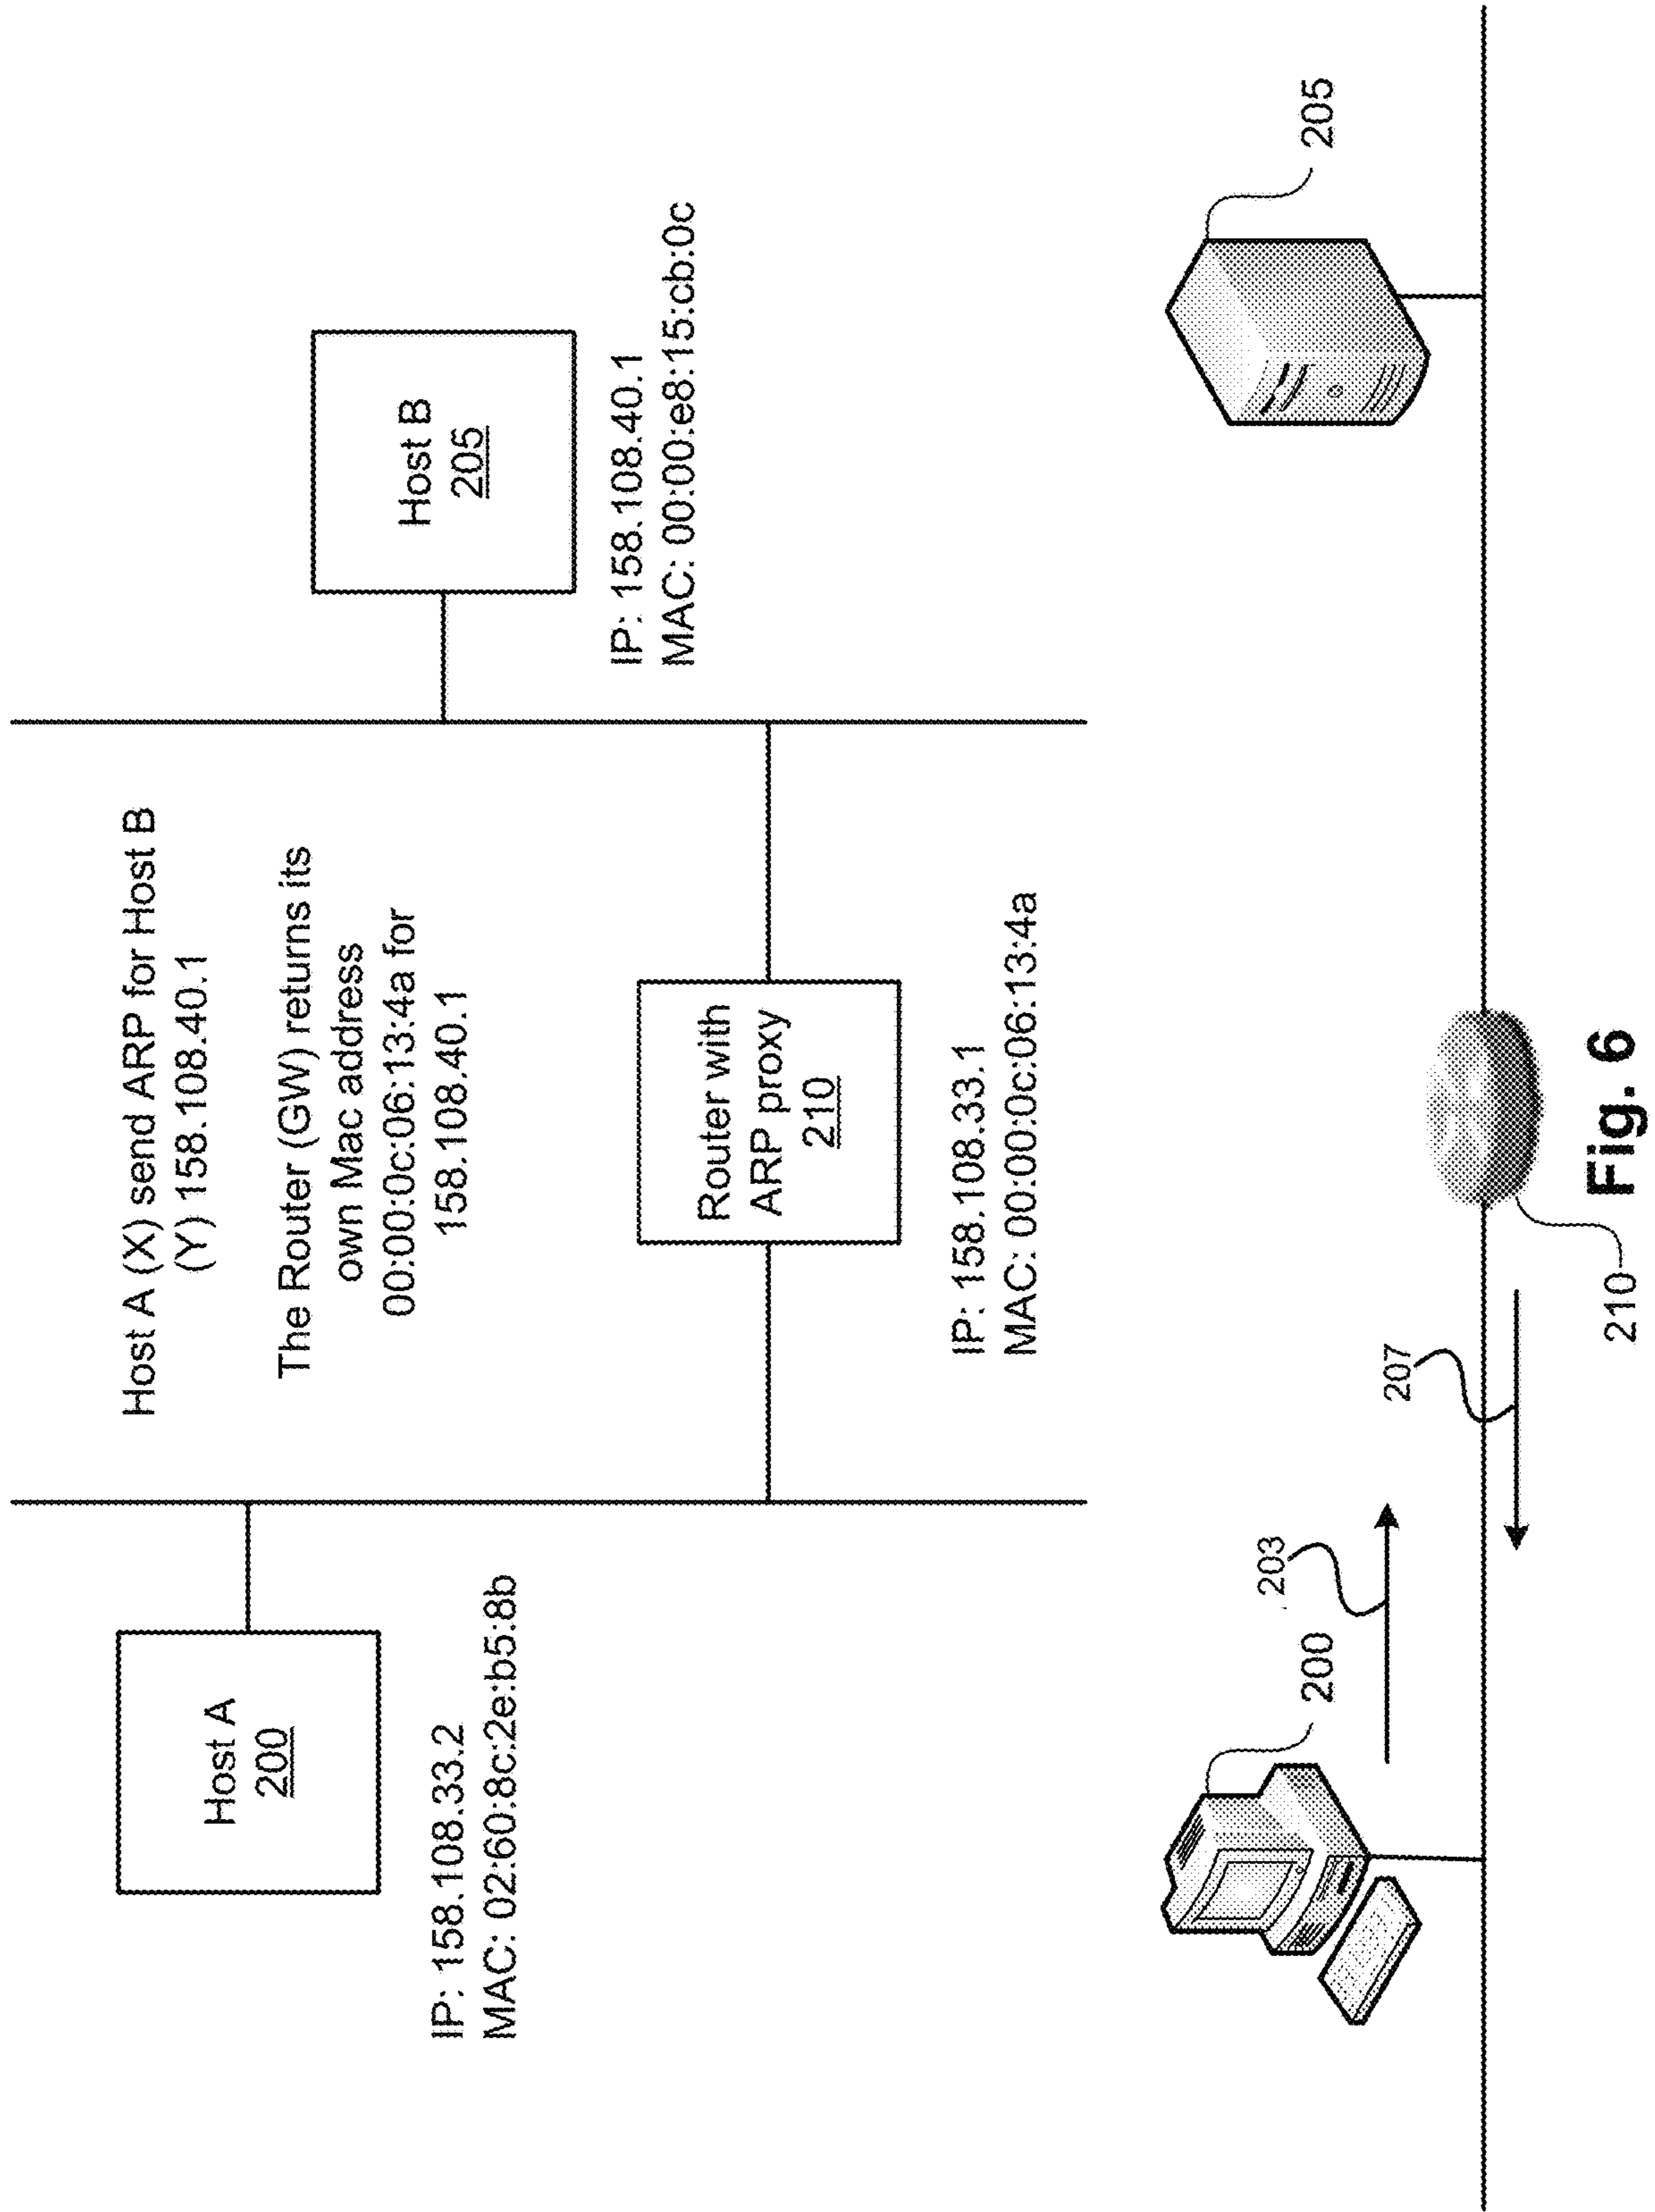 Host A (X) send ARP for Host B
(Y) 158.108.40.1
The Router (GW) returns its
own Mac address
00:00:0c:06:13:4a for
158.108.40.1
Host A
200
IP: 158.108.33.2
MAC: 02:60:8c:2e:b5:8b
Host B
205
IP: 158.108.40.1
MAC: 00:00:e8:15:cb:0c
Router with
ARP proxy
210
IP: 158.108.33.1
MAC: 00:00:0c:06:13:4a
200
203
207
205
210
Fig. 6